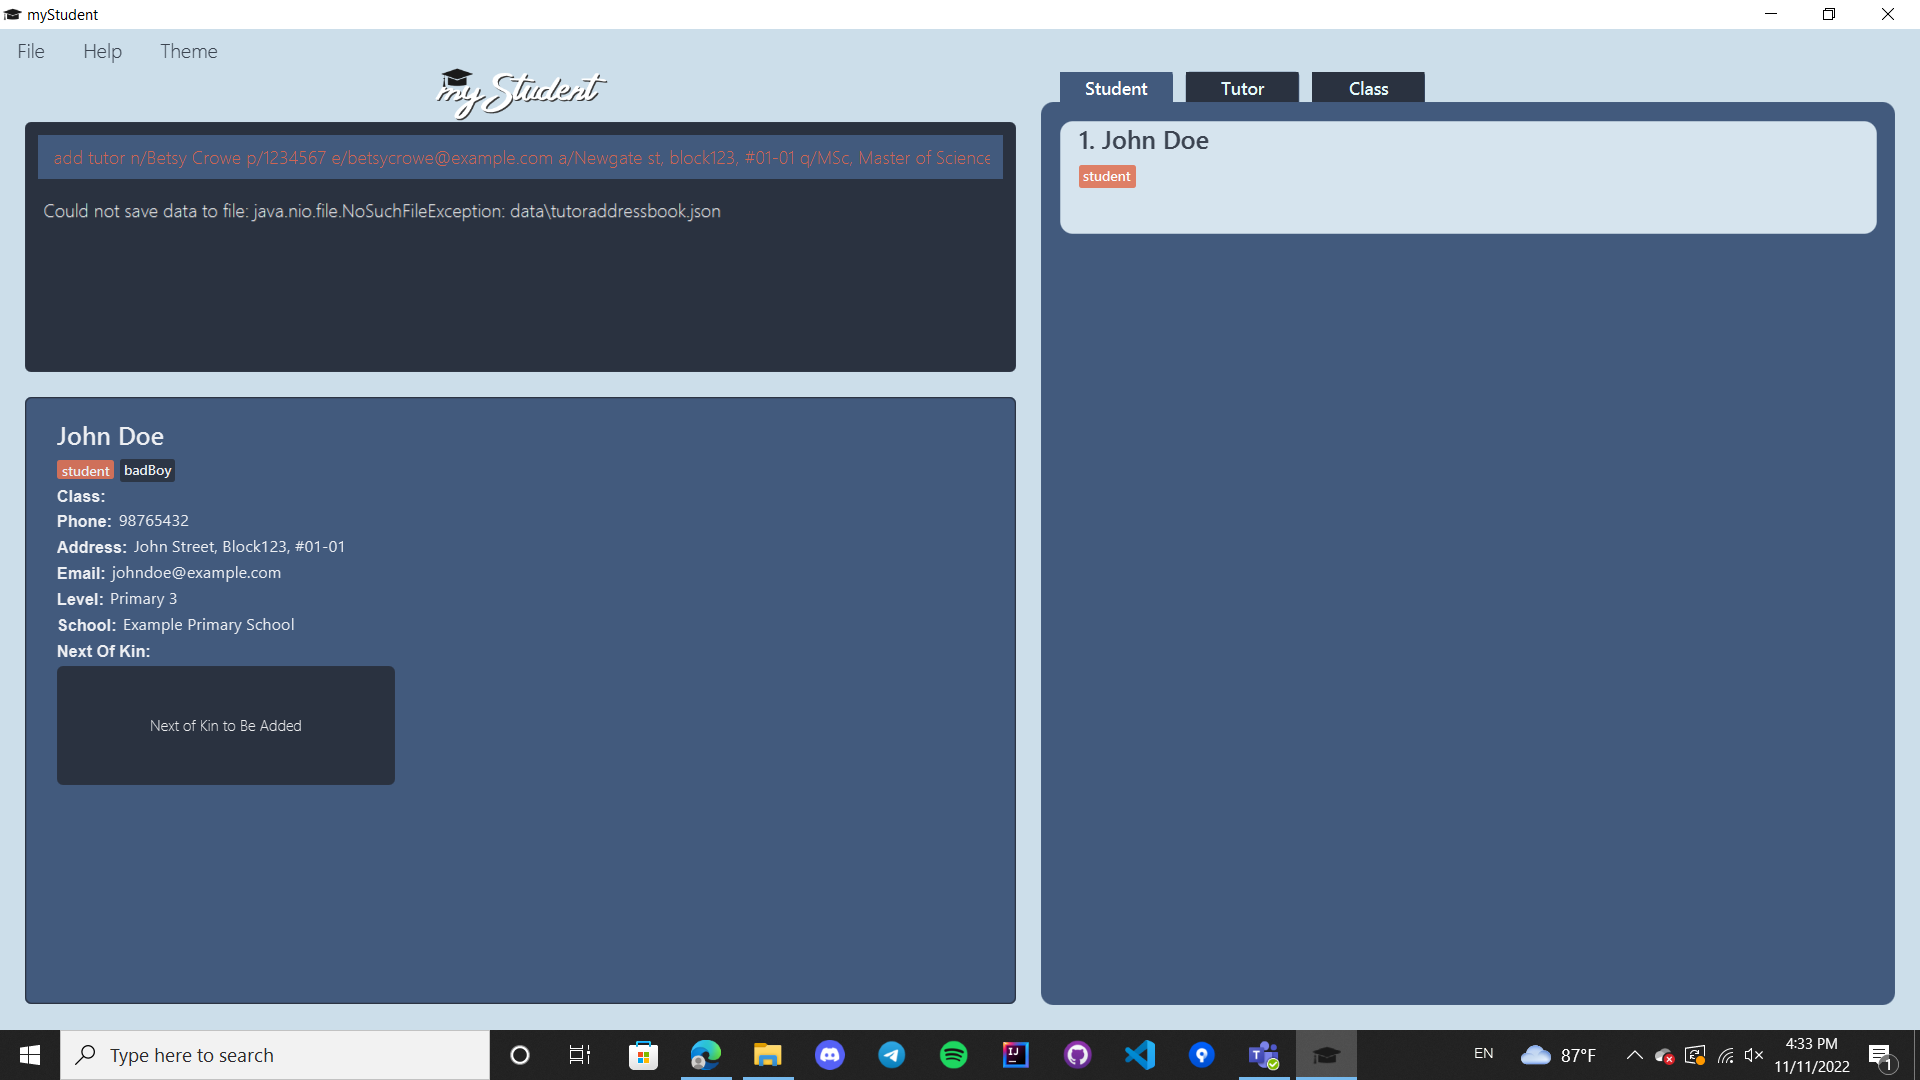 myStudent
File Help Theme
myStudent
add tutor n/Betsy Crowe p/1234567 e/betsycrowe@example.com a/Newgate st, block123, #01-01 q/MSc, Master of Science
Could not save data to file: java.nio.file.NoSuchFileException: data\tutoraddressbook.json
John Doe
student badBoy
Class:
Phone: 98765432
Address: John Street, Block123, #01-01
Email: johndoe@example.com
Level: Primary 3
School: Example Primary School
Next Of Kin:
Next of Kin to Be Added
Student Tutor Class
1. John Doe
student
Type here to search
EN
87°F
4:33 PM
11/11/2022
1